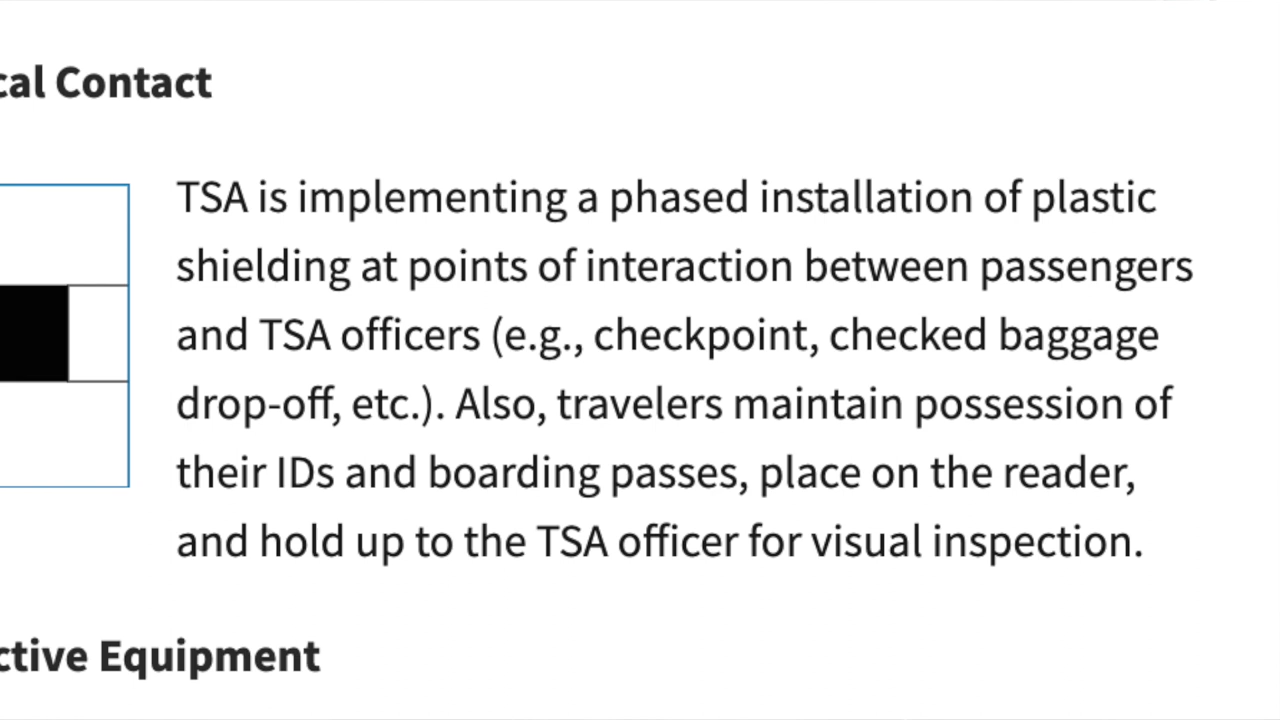 cal Contact
TSA is implementing a phased installation of plastic
shielding at points of interaction between passengers
and TSA officers (e.g., checkpoint, checked baggage
drop-off, etc.). Also, travelers maintain possession of
their IDs and boarding passes, place on the reader,
and hold up to the TSA officer for visual inspection.
ctive Equipment